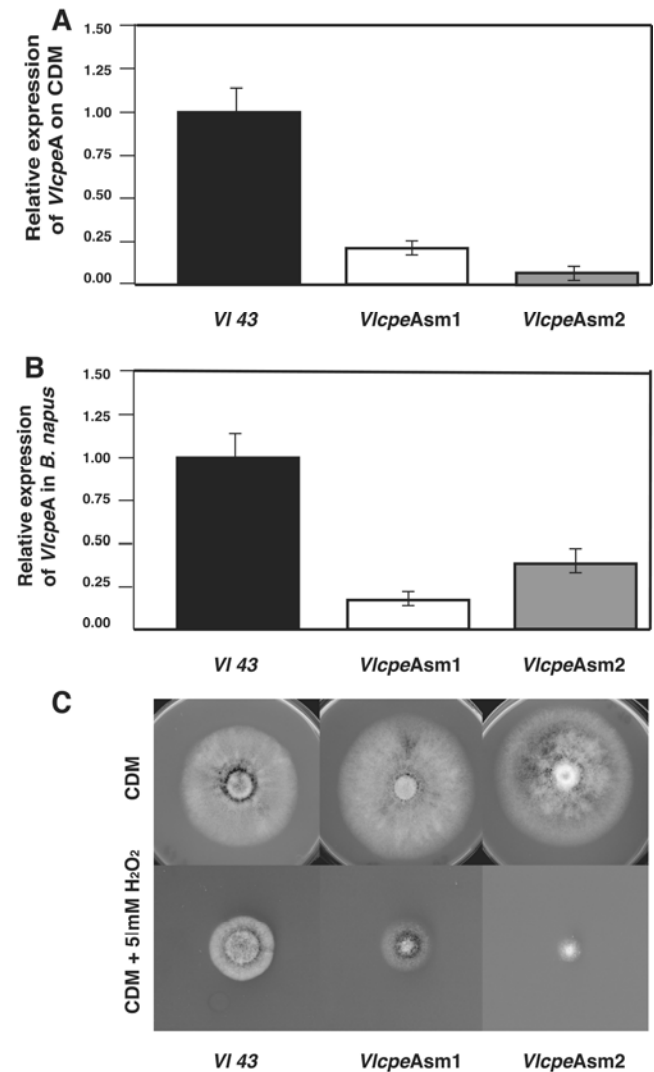 A
Relative expression
of VlcpeA on CDM
1.50
1.25
1.00
0.75
0.50
0.25
0.00
Vl 43 VlcpeAsm1 VlcpeAsm2
B
Relative expression
of VlcpeA in B. napus
1.50
1.25
1.00
0.75
0.50
0.25
0.00
Vl 43 VlcpeAsm1 VlcpeAsm2
C
CDM
CDM + 5lmM H₂O₂
Vl 43 VlcpeAsm1 VlcpeAsm2